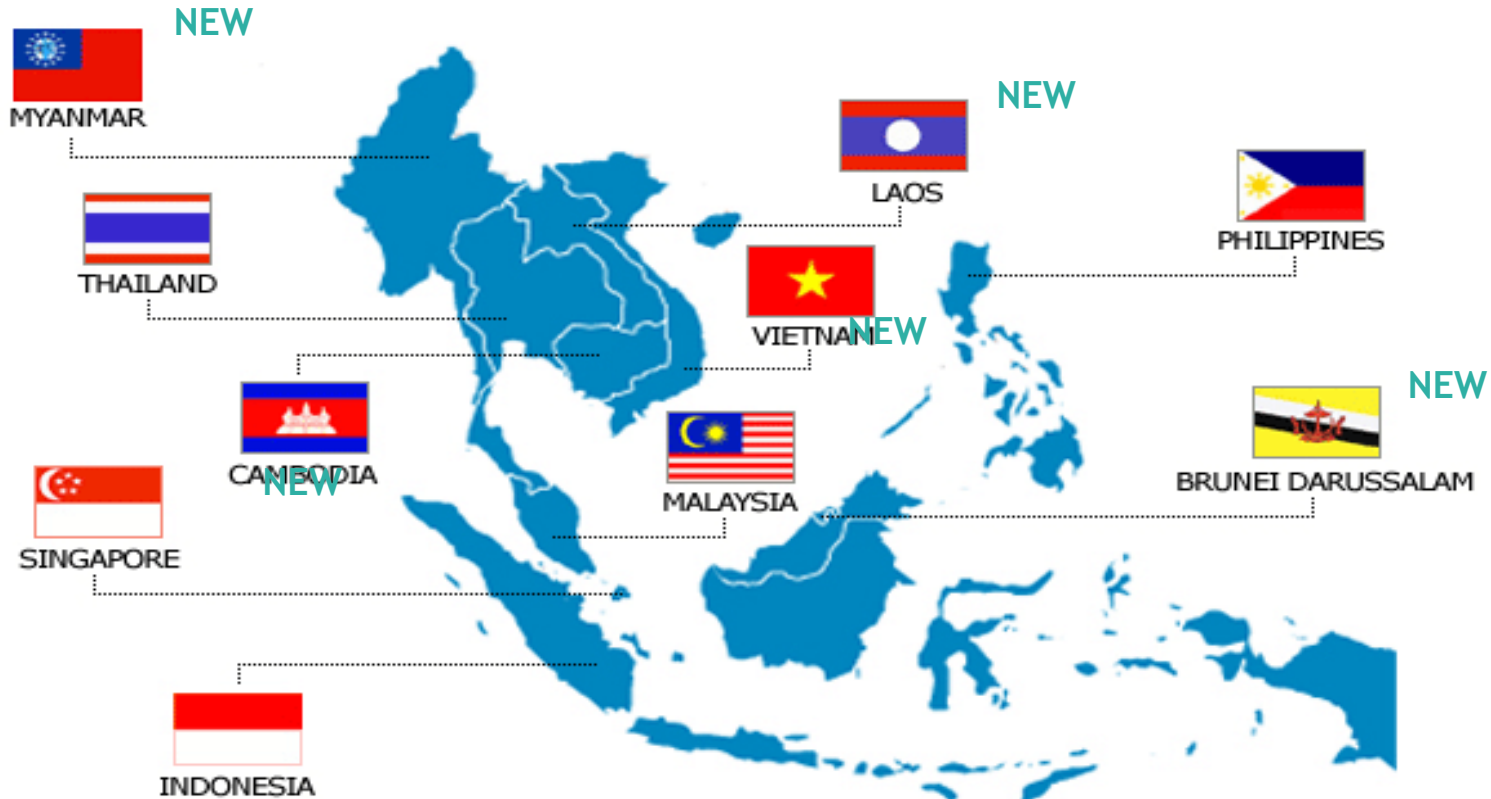 NEW
MYANMAR
NEW
LAOS
PHILIPPINES
THAILAND
VIETNAM
NEW
NEW
CAMBODIA
NEW
MALAYSIA
BRUNEI DARUSSALAM
SINGAPORE
INDONESIA